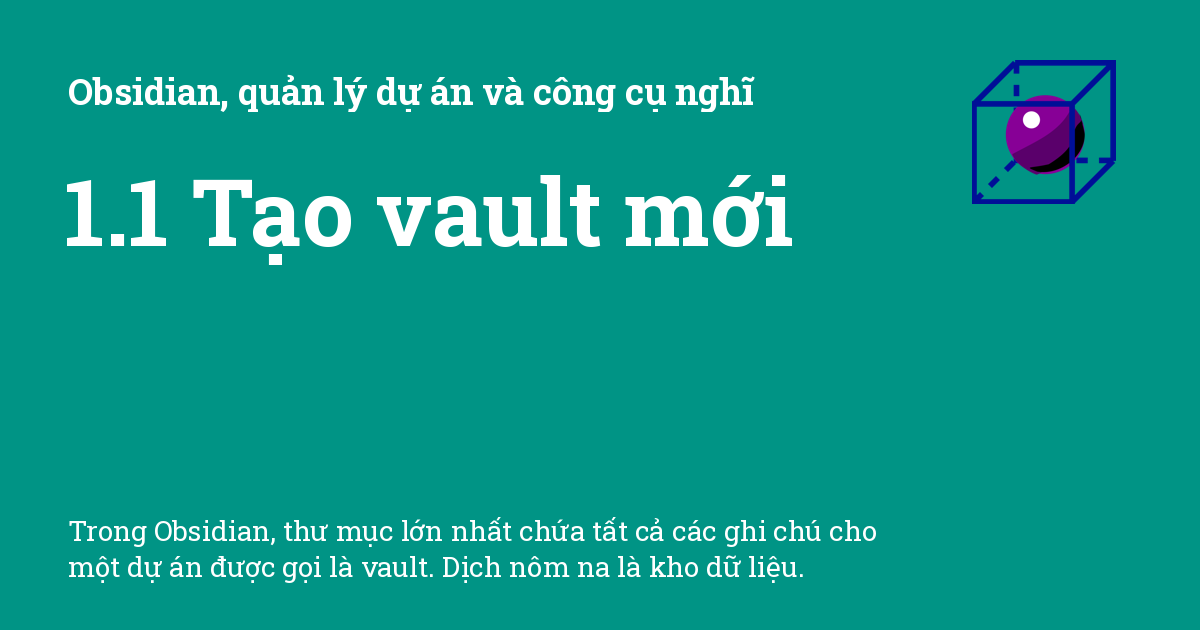 Obsidian, quản lý dự án và công cụ nghĩ
1.1 Tạo vault mới
Trong Obsidian, thư mục lớn nhất chứa tất cả các ghi chú cho
một dự án được gọi là vault. Dịch nôm na là kho dữ liệu.